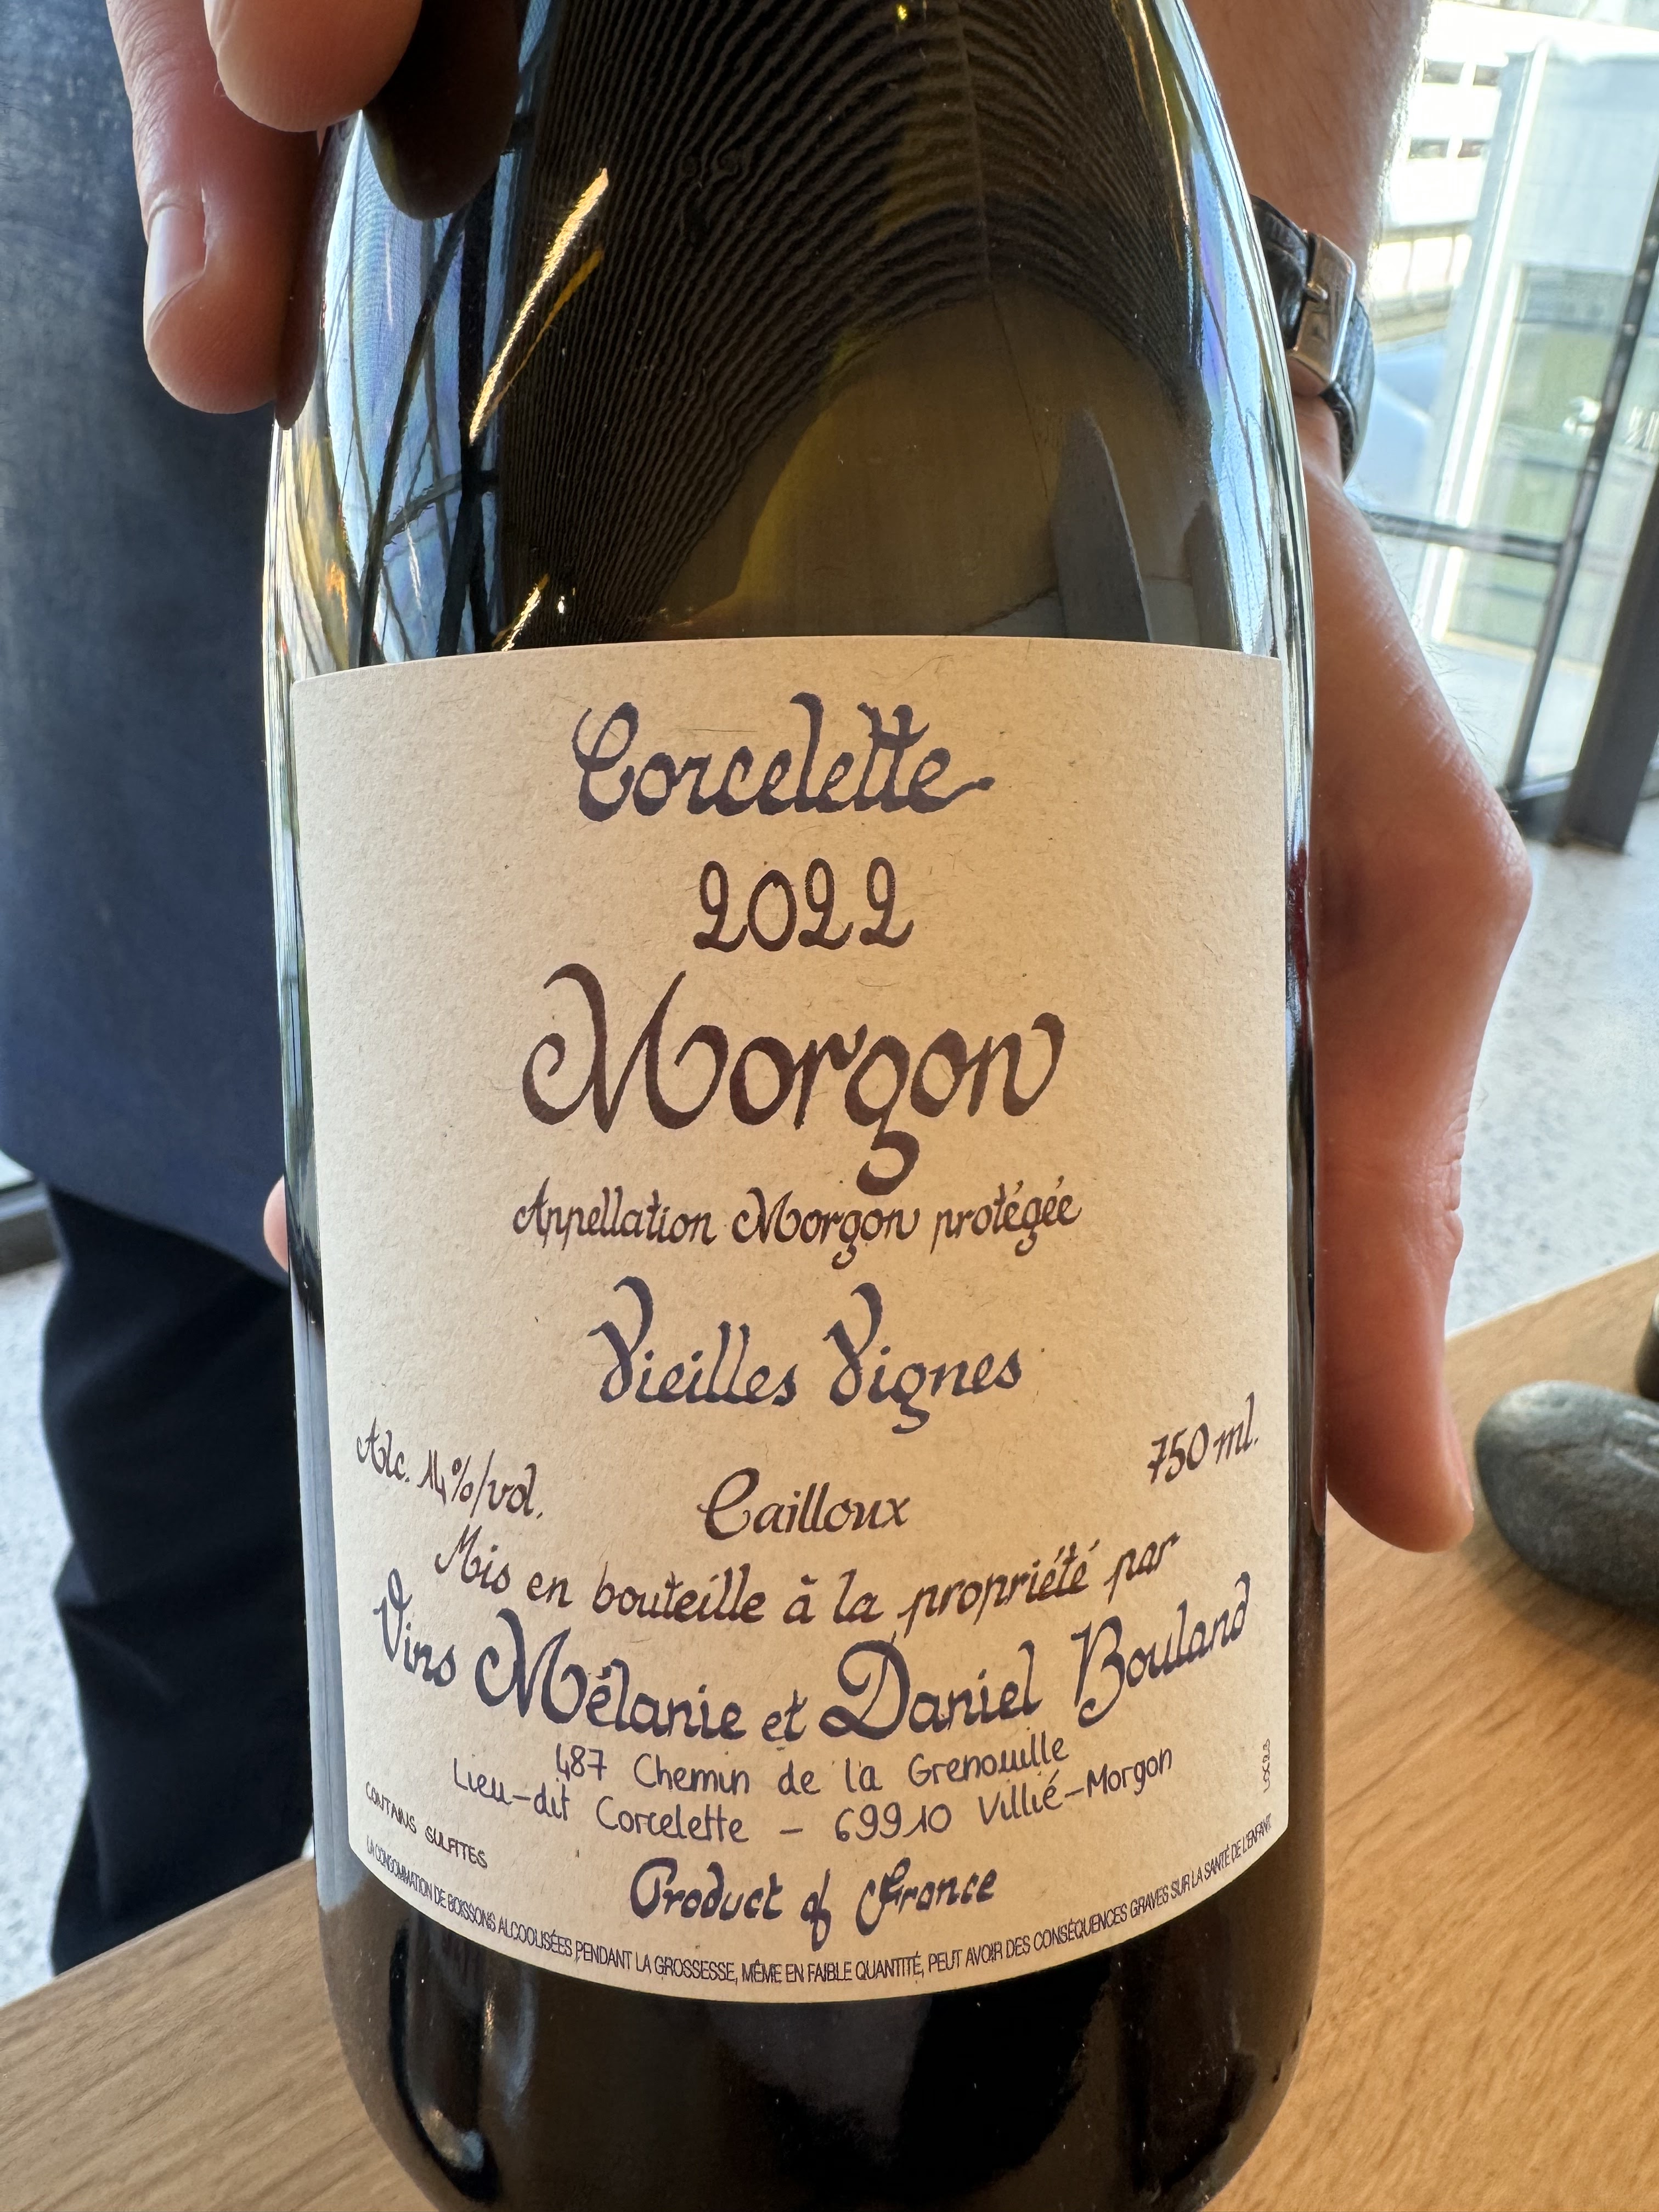 Corcelette
2022
Morgon
Appellation Morgon protégée
Vieilles Vignes
Alc. 14%/vol.
750 ml.
Cailloux
Mis en bouteille à la propriété par
Vins Mélanie et Daniel Bouland
487 Chemin de la Grenouille
Lieu-dit Corcelette – 69910 Villié-Morgon
CONTAINS SULFITES
Product of France
LA CONSOMMATION DE BOISSONS ALCOOLISÉES PENDANT LA GROSSESSE, MÊME EN FAIBLE QUANTITÉ, PEUT AVOIR DES CONSÉQUENCES GRAVES SUR LA SANTÉ DE L'ENFANT.